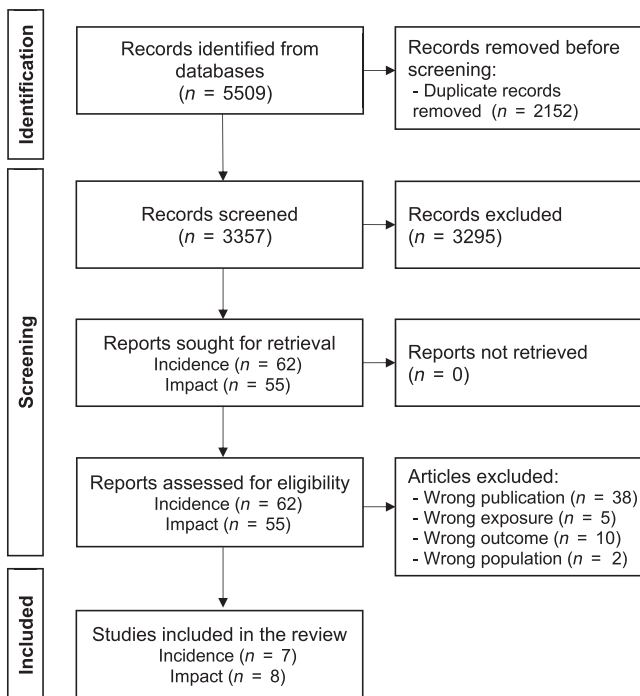 Identification
Records identified from
databases
(n = 5509)
Records removed before
screening:
- Duplicate records
removed (n = 2152)
Screening
Records screened
(n = 3357)
Records excluded
(n = 3295)
Reports sought for retrieval
Incidence (n = 62)
Impact (n = 55)
Reports not retrieved
(n = 0)
Reports assessed for eligibility
Incidence (n = 62)
Impact (n = 55)
Articles excluded:
- Wrong publication (n = 38)
- Wrong exposure (n = 5)
- Wrong outcome (n = 10)
- Wrong population (n = 2)
Included
Studies included in the review
Incidence (n = 7)
Impact (n = 8)